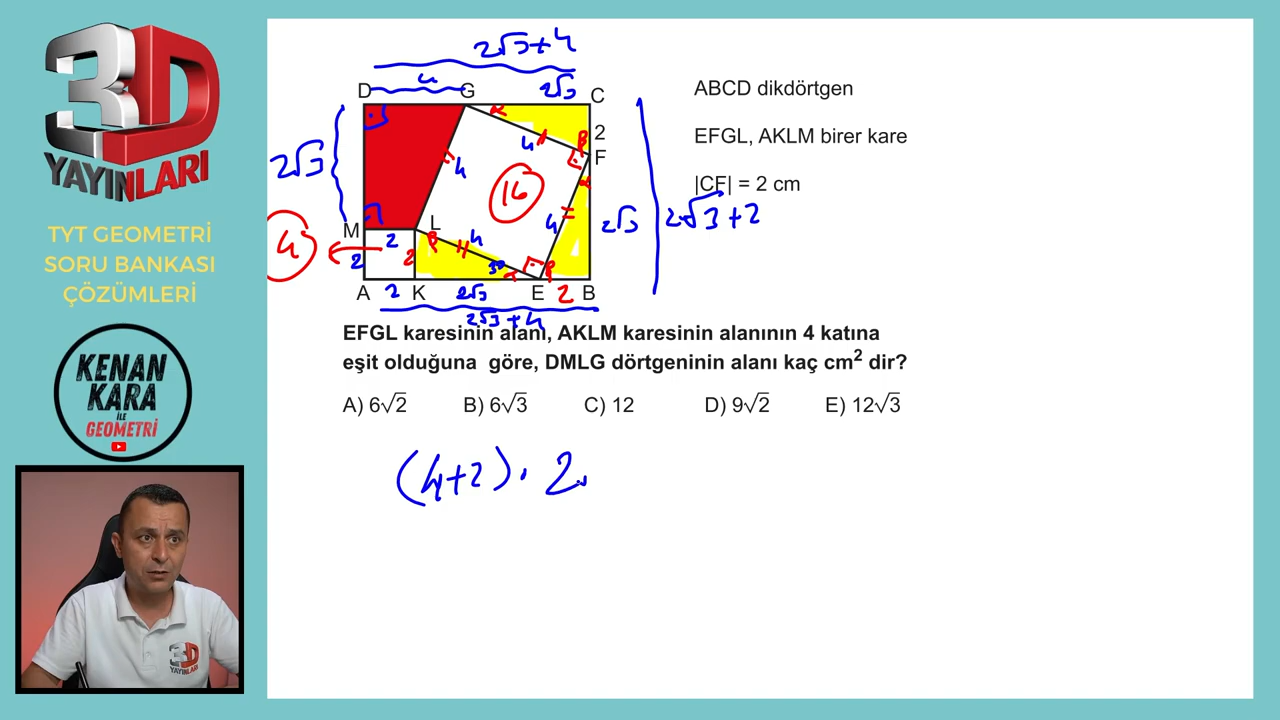 3D
YAYINLARI
TYT GEOMETRİ
SORU BANKASI
ÇÖZÜMLERİ
KENAN
KARA
İLE
GEOMETRİ
3D
YAYINLARI
2√3+4
4
D G 2√3 C
2
4 F
2√3
4
16
4
2√3
2√3+2
M L
2 4
4
2 2
3°
A 2 K 2√3 E 2 B
2√3+4
ABCD dikdörtgen
EFGL, AKLM birer kare
|CF| = 2 cm
EFGL karesinin alanı, AKLM karesinin alanının 4 katına
eşit olduğuna göre, DMLG dörtgeninin alanı kaç cm² dir?
A) 6√2 B) 6√3 C) 12 D) 9√2 E) 12√3
(4+2) . 2